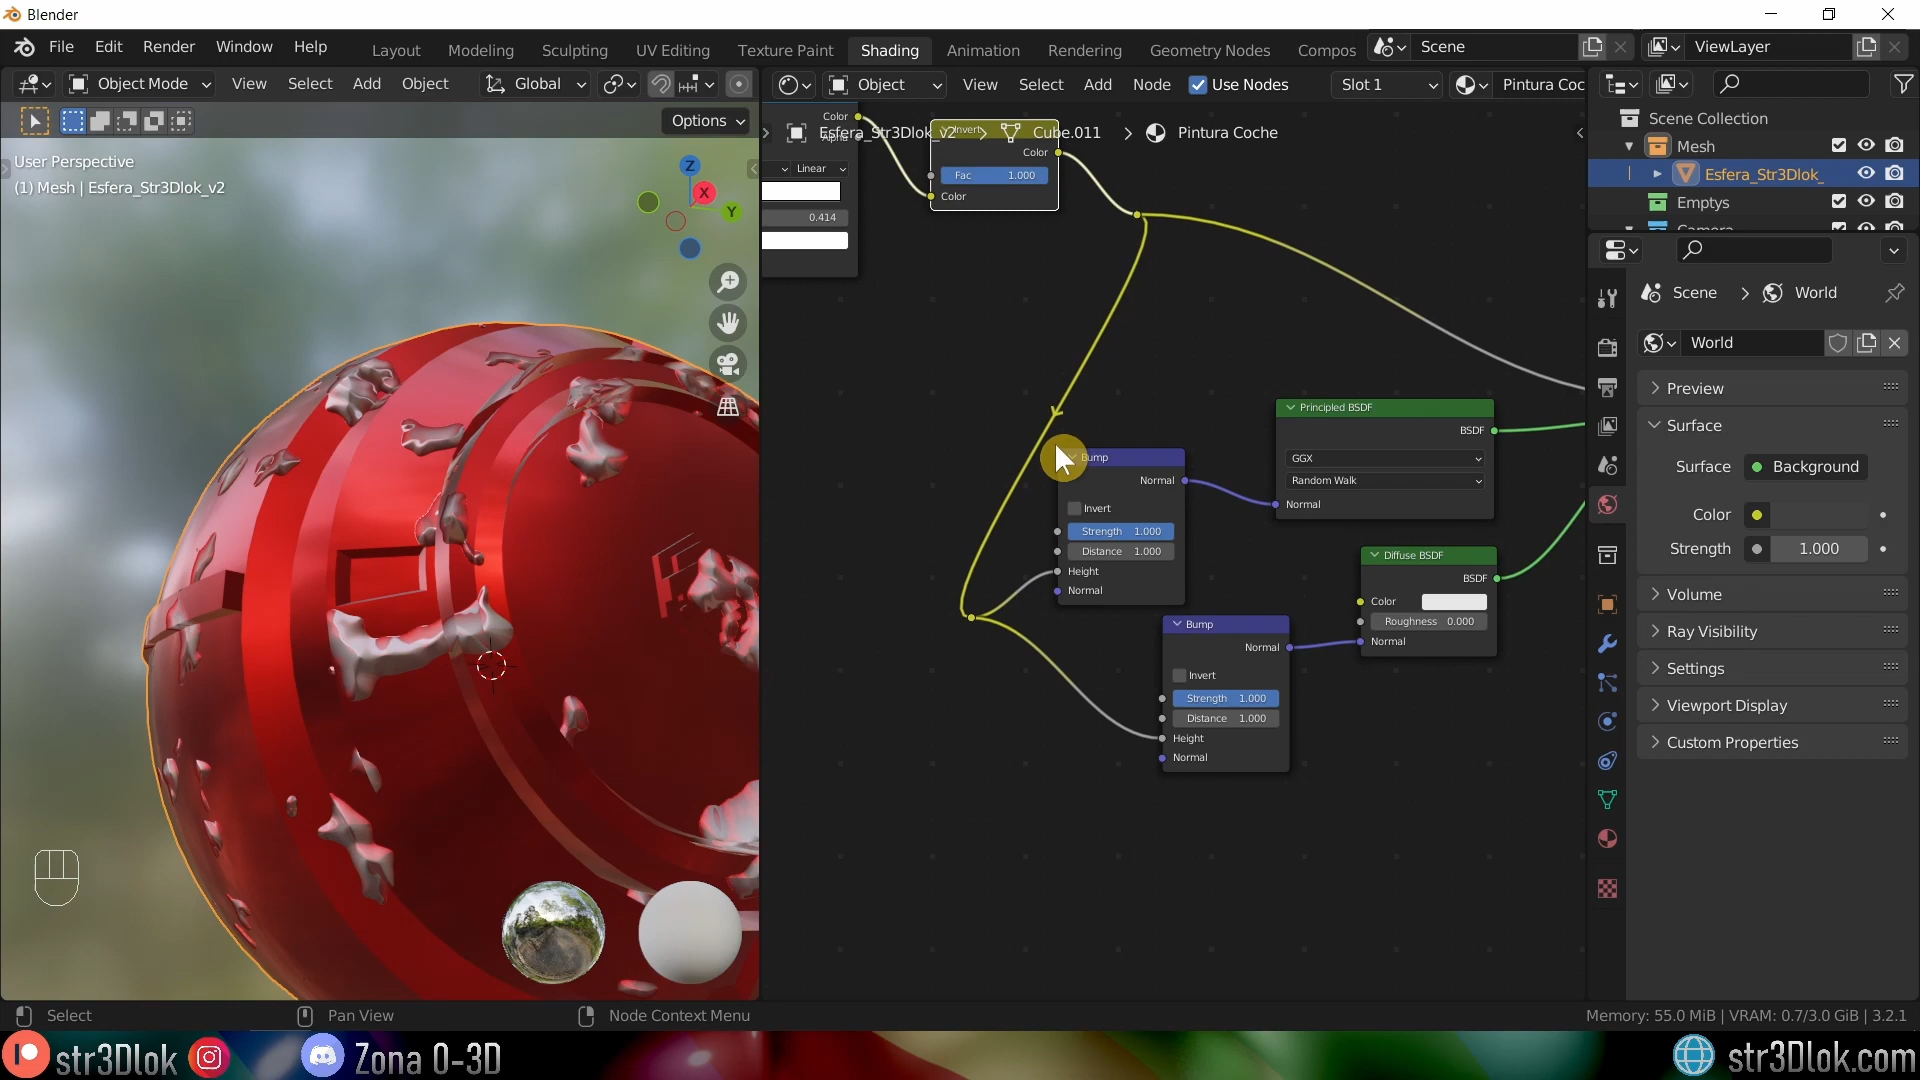 Blender
File Edit Render Window Help
Layout Modeling Sculpting UV Editing Texture Paint Shading Animation Rendering Geometry Nodes Compos
Scene
ViewLayer
Object Mode View Select Add Object Global
Object View Select Add Node Use Nodes Slot 1 Pintura Coc
Options
User Perspective
(1) Mesh | Esfera_Str3Dlok_v2
Z
X
Y
Esfera_Str3Dlok_v2 > Cube.011 > Pintura Coche
Color
Alpha
Linear
0.414
Invert
Color
Fac 1.000
Color
Bump
Normal
Invert
Strength 1.000
Distance 1.000
Height
Normal
Bump
Normal
Invert
Strength 1.000
Distance 1.000
Height
Normal
Principled BSDF
BSDF
GGX
Random Walk
Normal
Diffuse BSDF
BSDF
Color
Roughness 0.000
Normal
Scene Collection
Mesh
Esfera_Str3Dlok_
Emptys
Camera
Scene > World
World
Preview
Surface
Surface Background
Color
Strength 1.000
Volume
Ray Visibility
Settings
Viewport Display
Custom Properties
Select Pan View Node Context Menu
Memory: 55.0 MiB | VRAM: 0.7/3.0 GiB | 3.2.1
str3Dlok Zona 0-3D str3Dlok.com